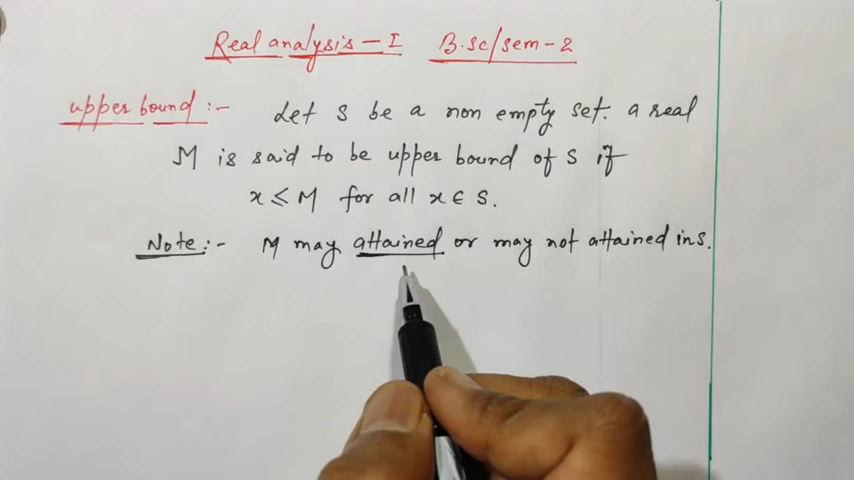 Real analysis - I B.sc/sem-2
upper bound :- Let S be a non empty set. a real
M is said to be upper bound of S if
x ≤ M for all x ∈ S.
Note :- M may attained or may not attained in S.